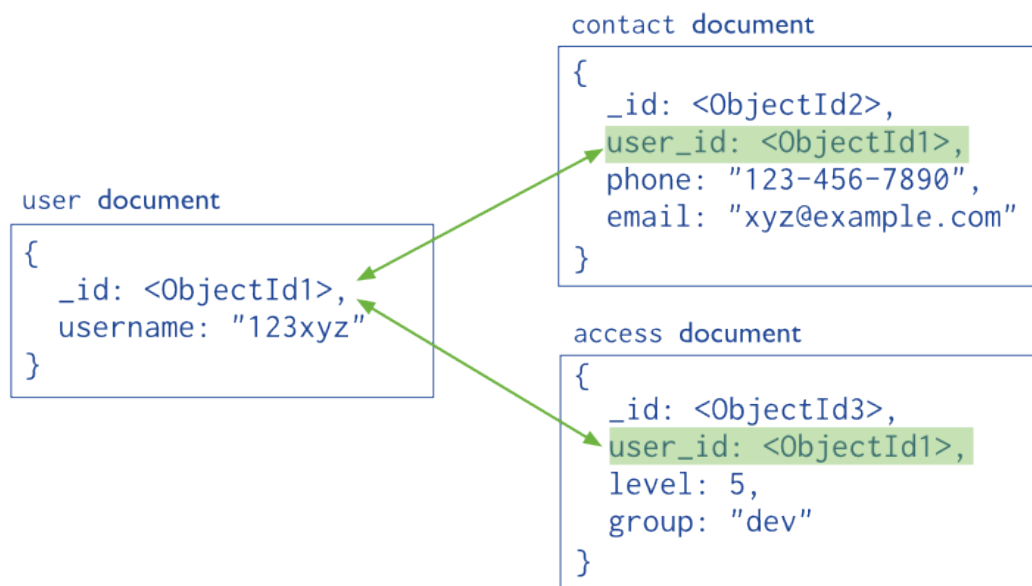 contact document
{
_id: <ObjectId2>,
user_id: <ObjectId1>,
phone: "123-456-7890",
email: "xyz@example.com"
}
user document
{
_id: <ObjectId1>,
username: "123xyz"
}
access document
{
_id: <ObjectId3>,
user_id: <ObjectId1>,
level: 5,
group: "dev"
}